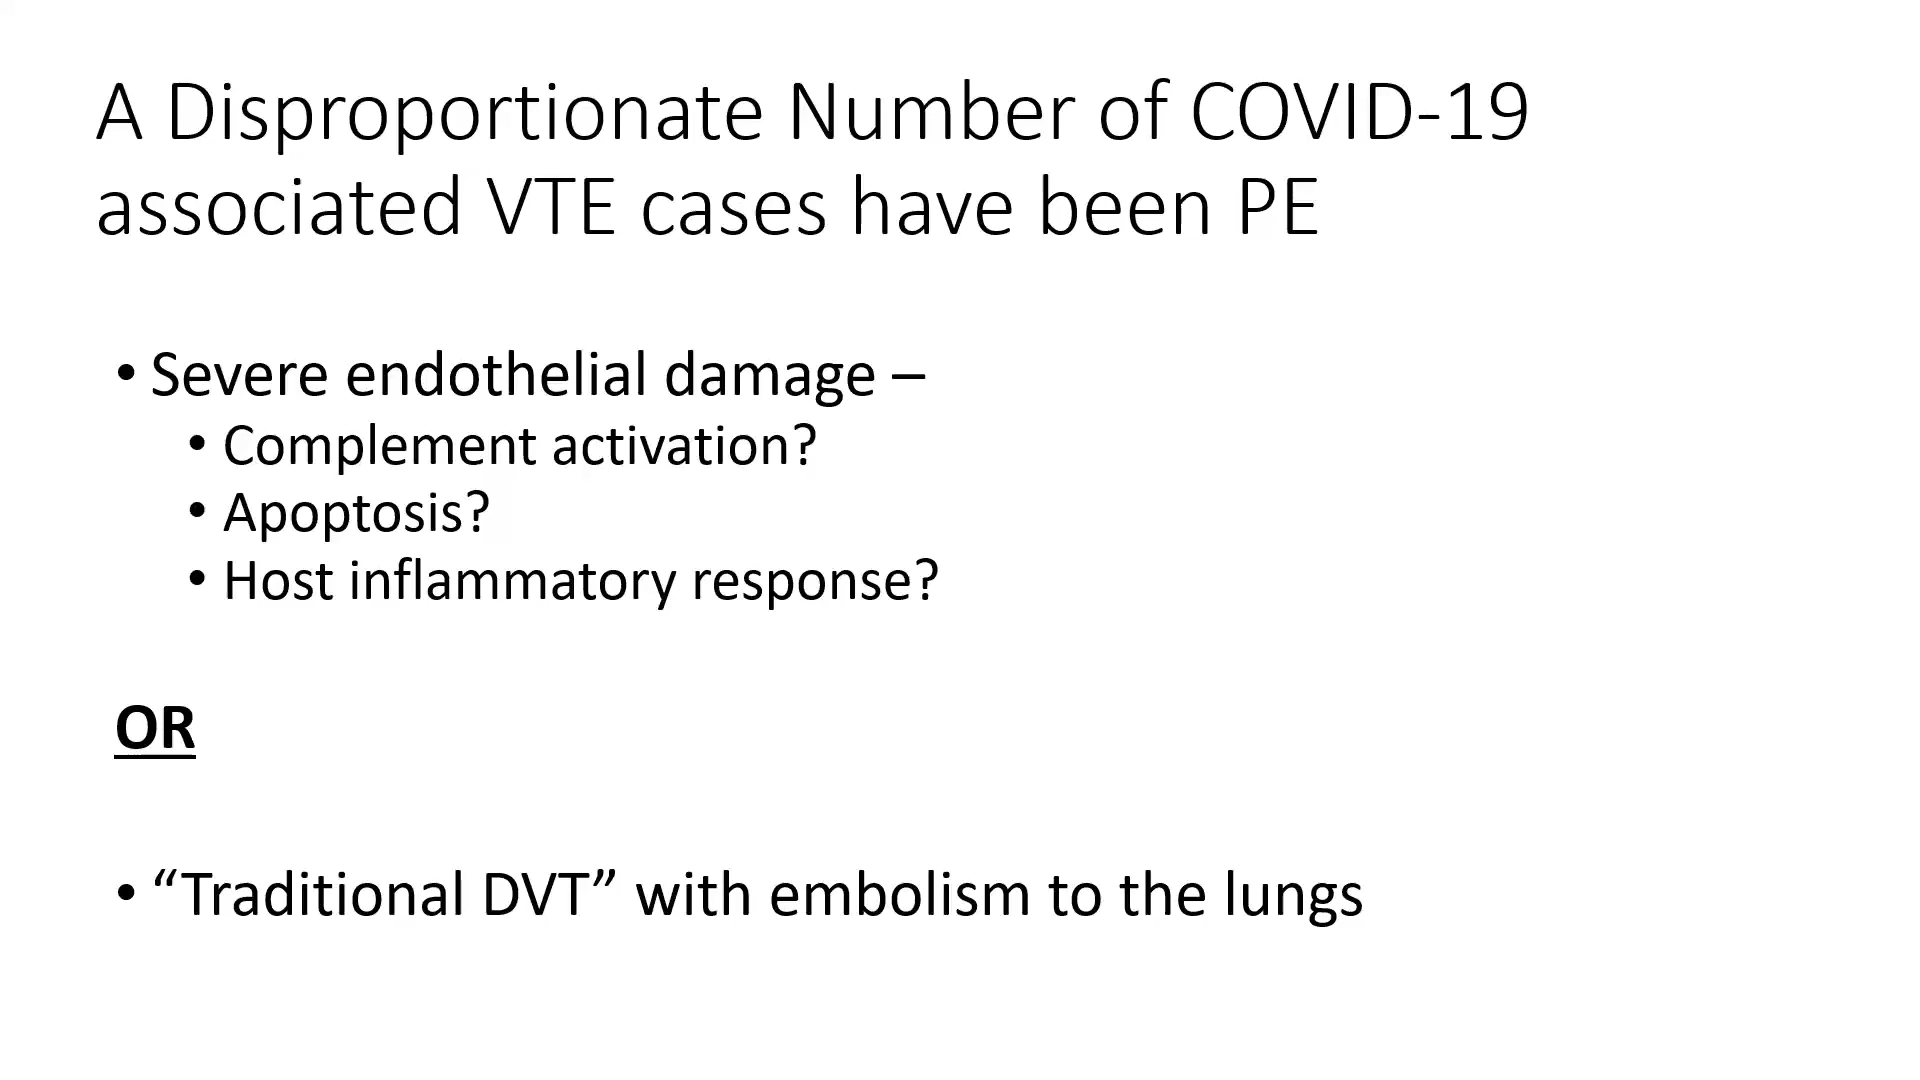 A Disproportionate Number of COVID-19
associated VTE cases have been PE
• Severe endothelial damage –
• Complement activation?
• Apoptosis?
• Host inflammatory response?
OR
• “Traditional DVT” with embolism to the lungs